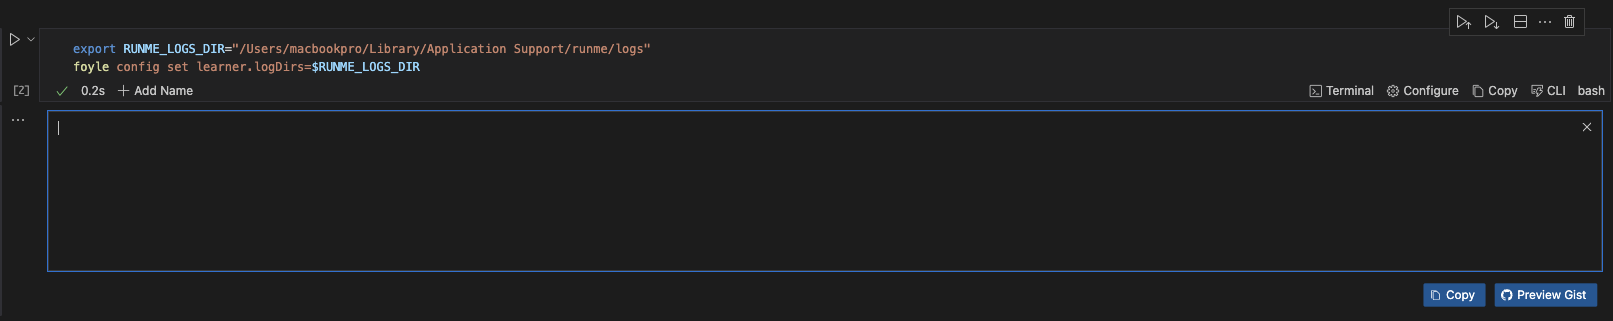 export RUNME_LOGS_DIR="/Users/macbookpro/Library/Application Support/runme/logs"
foyle config set learner.logDirs=$RUNME_LOGS_DIR
[2] 0.2s Add Name Terminal Configure Copy CLI bash
Copy Preview Gist